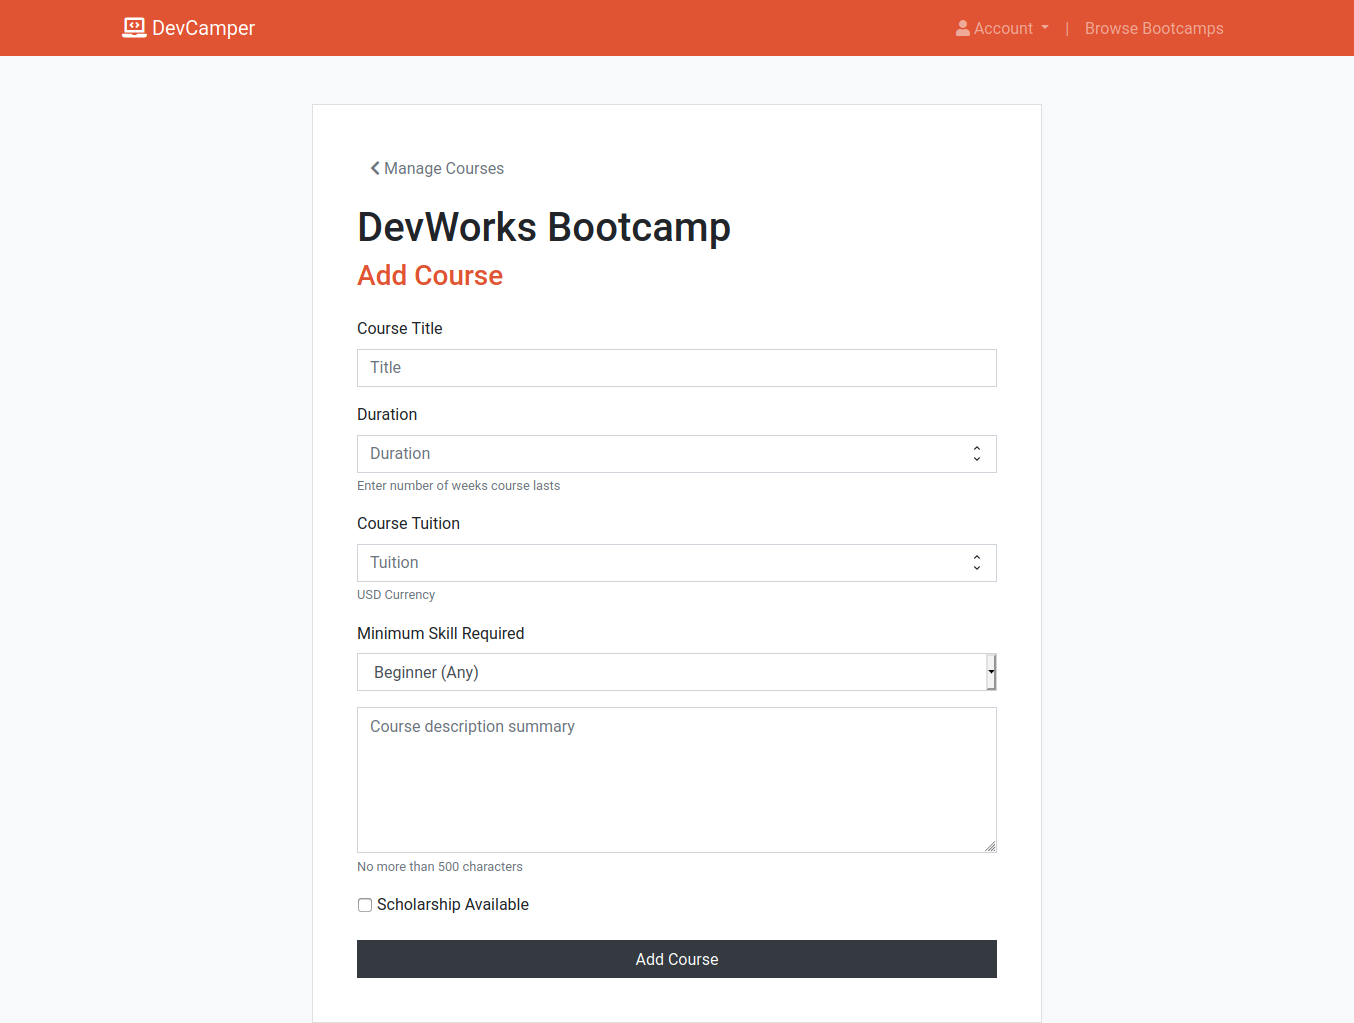 DevCamper
Account | Browse Bootcamps
Manage Courses
DevWorks Bootcamp
Add Course
Course Title
Title
Duration
Duration
Enter number of weeks course lasts
Course Tuition
Tuition
USD Currency
Minimum Skill Required
Beginner (Any)
Course description summary
No more than 500 characters
Scholarship Available
Add Course